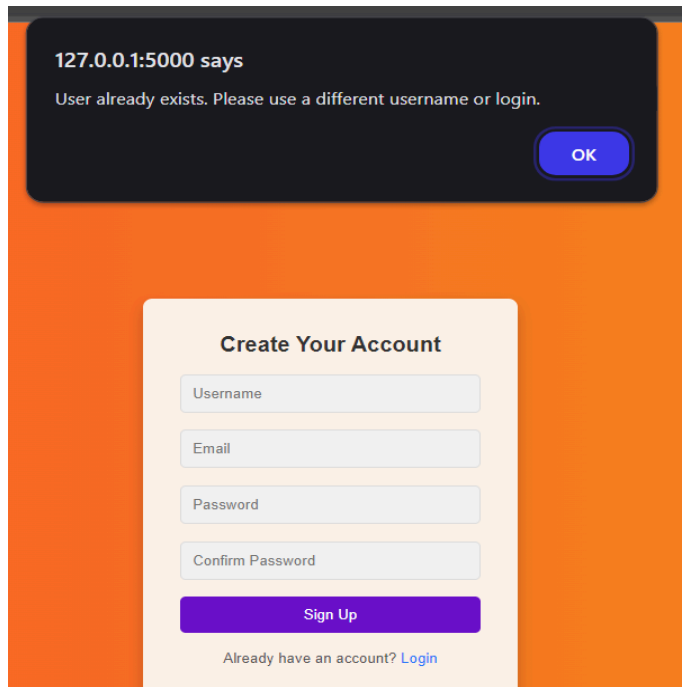 127.0.0.1:5000 says
User already exists. Please use a different username or login.
OK
Create Your Account
Username
Email
Password
Confirm Password
Sign Up
Already have an account? Login